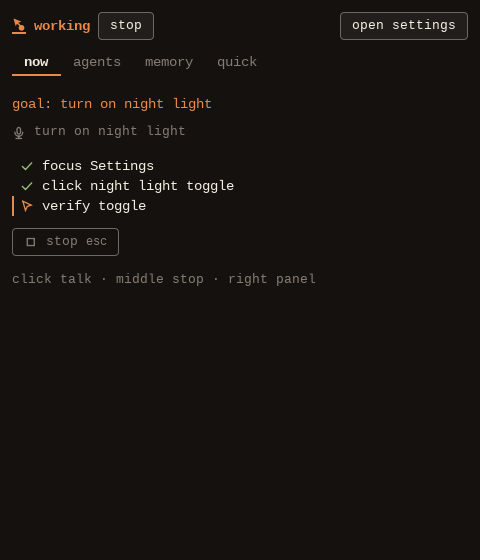 working stop open settings
now agents memory quick
goal: turn on night light
turn on night light
focus Settings
click night light toggle
verify toggle
stop esc
click talk · middle stop · right panel